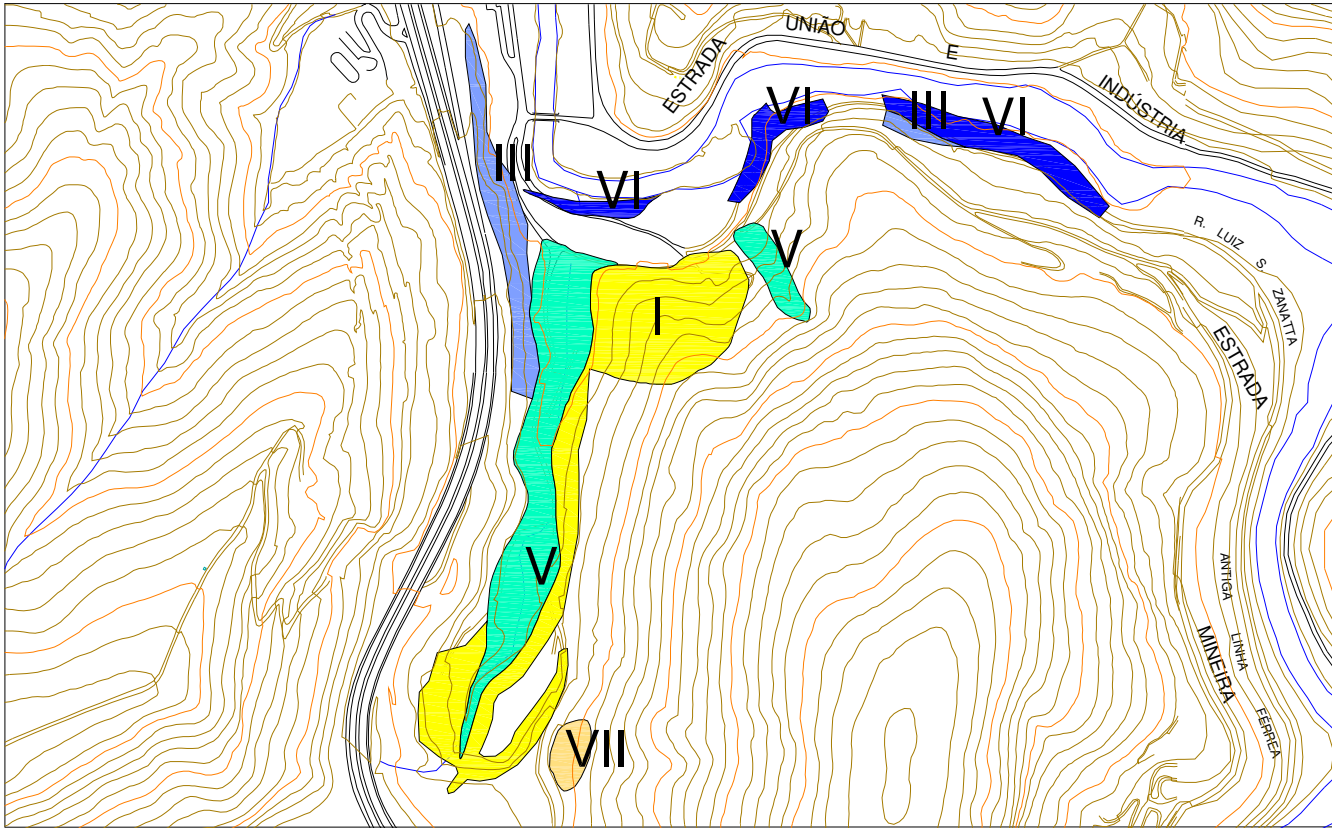 UNIÃO
E
ESTRADA
INDÚSTRIA
VI
III
VI
III
VI
V
R. LUIZ S. ZANATTA
I
ESTRADA
V
ANTIGA
LINHA
MINEIRA
FÉRREA
VII